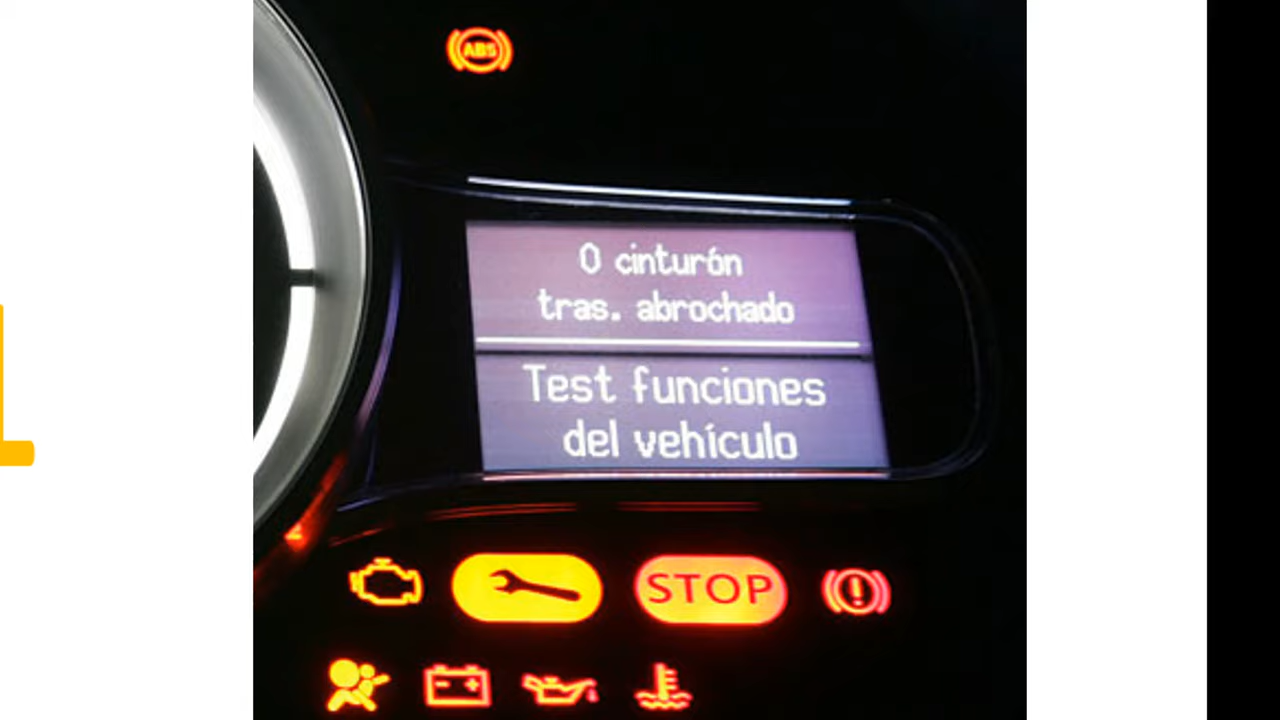 ABS
0 cinturón
tras. abrochado
Test funciones
del vehículo
STOP